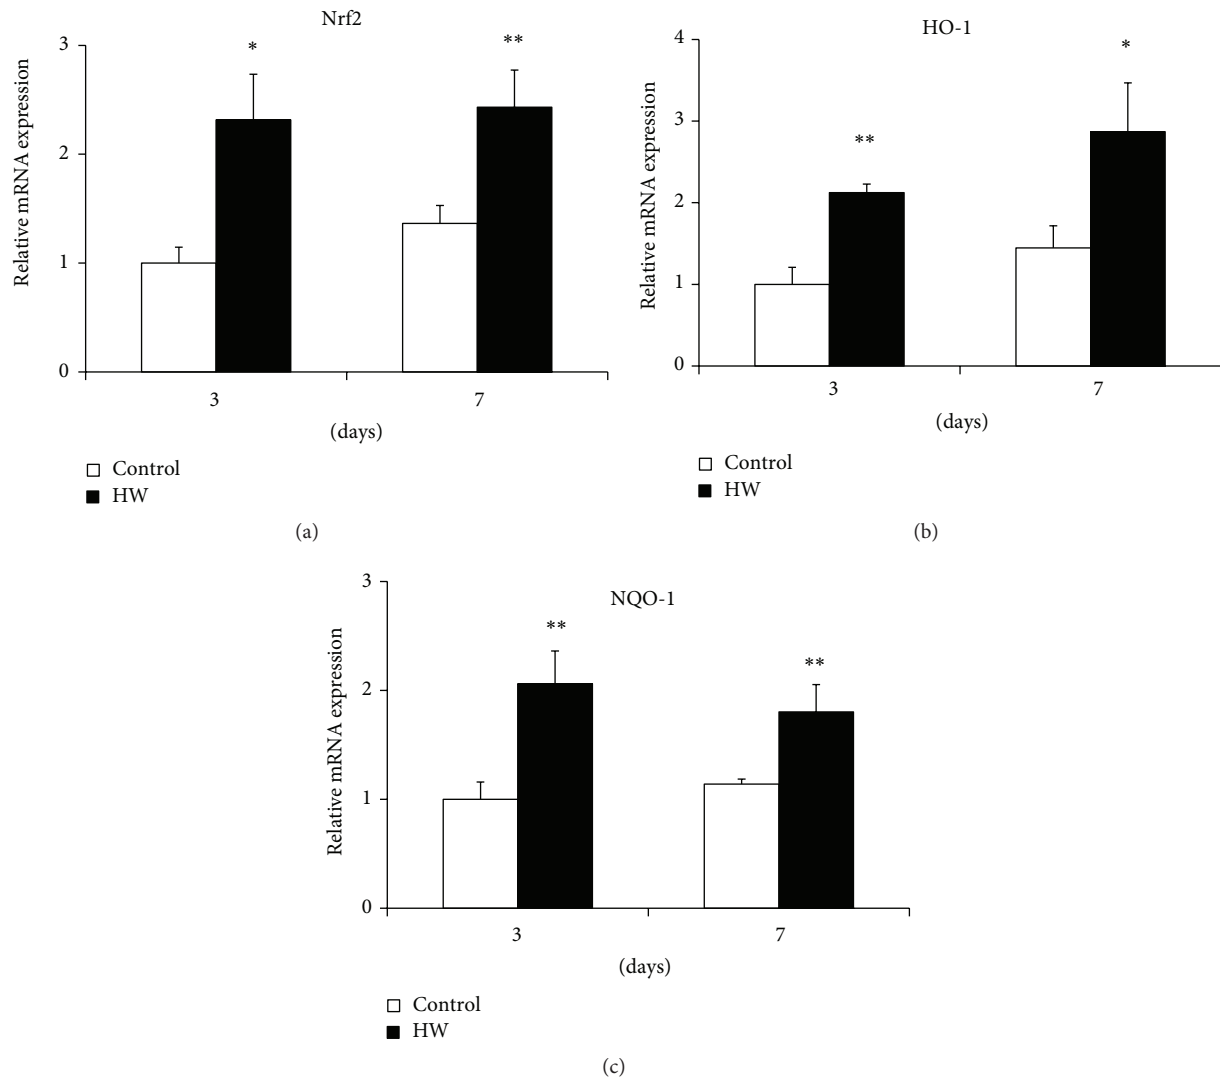 Nrf2
Relative mRNA expression
3
2
1
0
*
**
3
7
(days)
Control
HW
(a)
HO-1
Relative mRNA expression
4
3
2
1
0
**
*
3
7
(days)
Control
HW
(b)
NQO-1
Relative mRNA expression
3
2
1
0
**
**
3
7
(days)
Control
HW
(c)